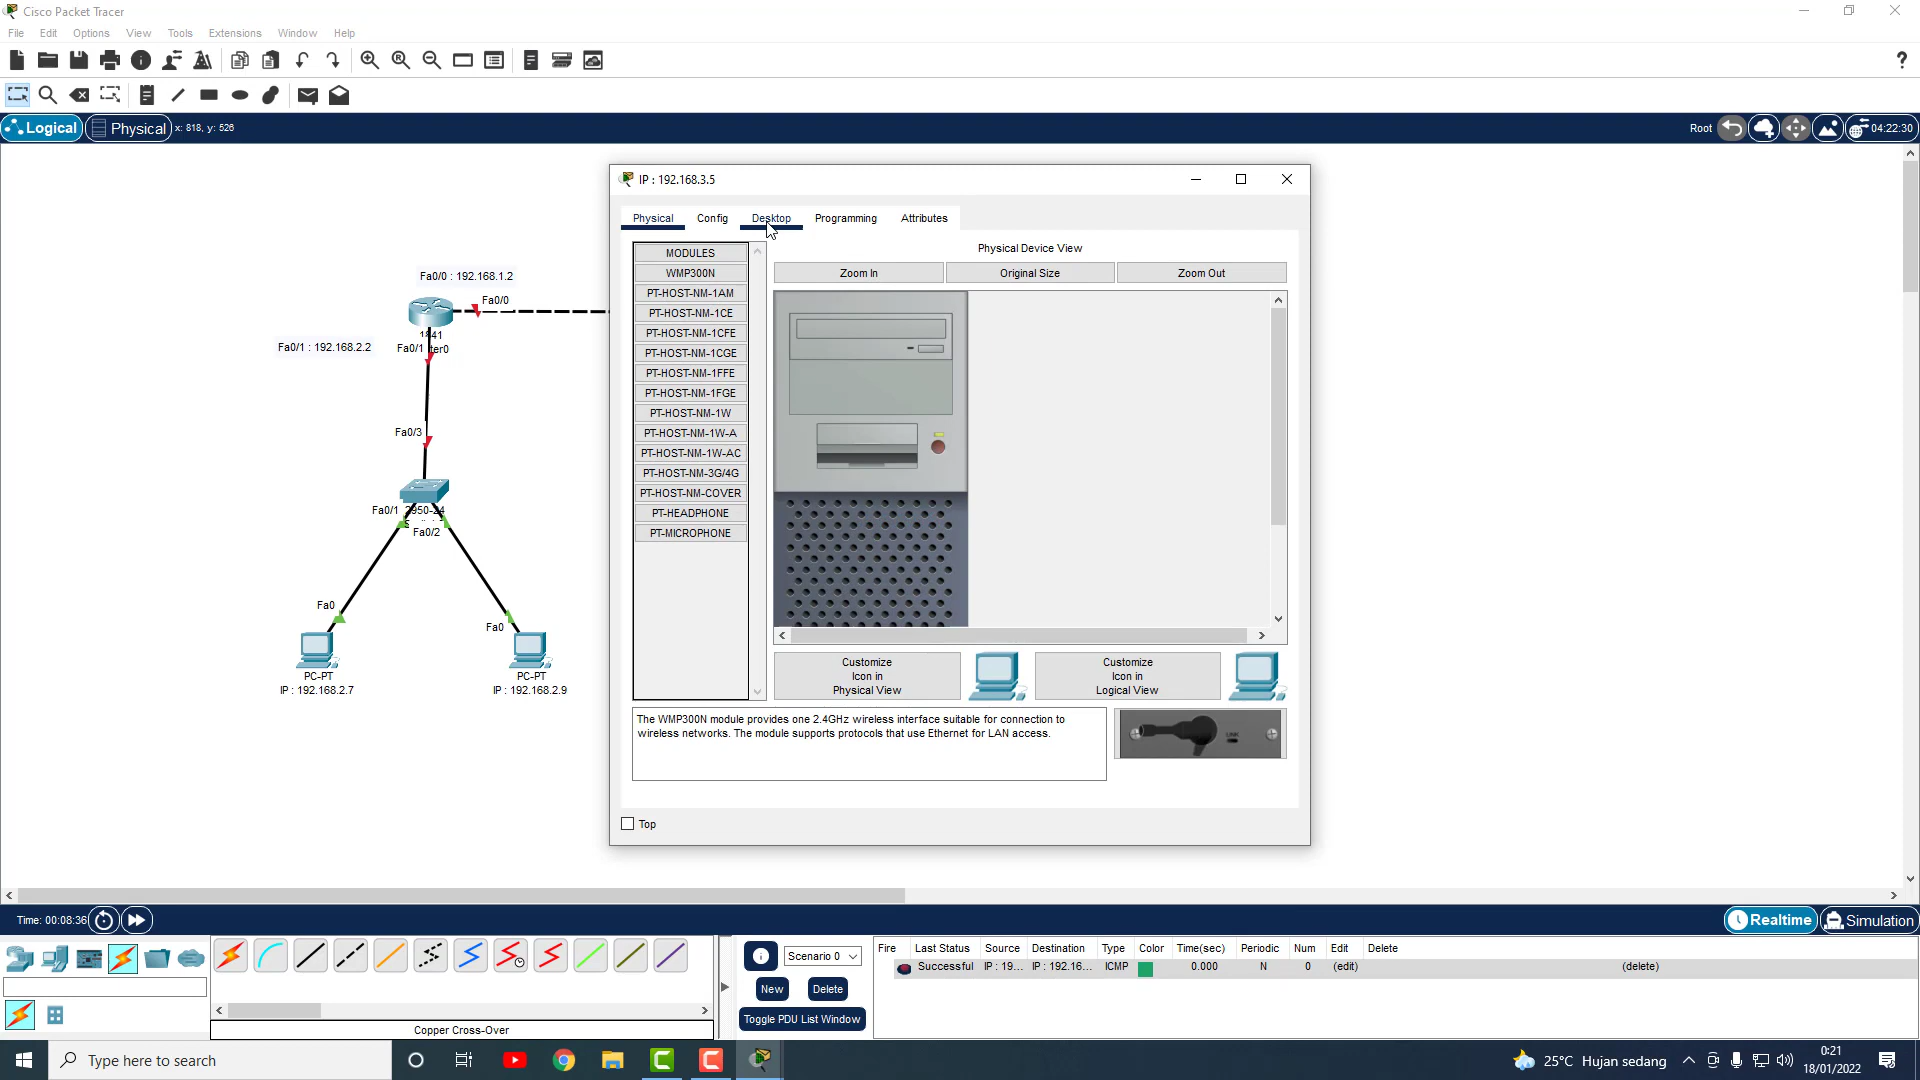 Cisco Packet Tracer
File Edit Options View Tools Extensions Window Help
?
Logical Physical x: 818, y: 526 Root 04:22:30
IP : 192.168.3.5
Physical Config Desktop Programming Attributes
MODULES
WMP300N
PT-HOST-NM-1AM
PT-HOST-NM-1CE
PT-HOST-NM-1CFE
PT-HOST-NM-1CGE
PT-HOST-NM-1FFE
PT-HOST-NM-1FGE
PT-HOST-NM-1W
PT-HOST-NM-1W-A
PT-HOST-NM-1W-AC
PT-HOST-NM-3G/4G
PT-HOST-NM-COVER
PT-HEADPHONE
PT-MICROPHONE
Physical Device View
Zoom In Original Size Zoom Out
Customize
Icon in
Physical View
Customize
Icon in
Logical View
The WMP300N module provides one 2.4GHz wireless interface suitable for connection to
wireless networks. The module supports protocols that use Ethernet for LAN access.
LINK
Top
Fa0/0 : 192.168.1.2
Fa0/0
Fa0/1 : 192.168.2.2
Fa0/1
Fa0/3
Fa0/1 2950-24
Fa0/2
Fa0
Fa0
PC-PT
IP : 192.168.2.7
PC-PT
IP : 192.168.2.9
Time: 00:08:36 Realtime Simulation
Copper Cross-Over
Scenario 0
New Delete
Toggle PDU List Window
Fire Last Status Source Destination Type Color Time(sec) Periodic Num Edit Delete
Successful IP : 19... IP : 192.16... ICMP 0.000 N 0 (edit) (delete)
Type here to search
25°C Hujan sedang
0:21
18/01/2022